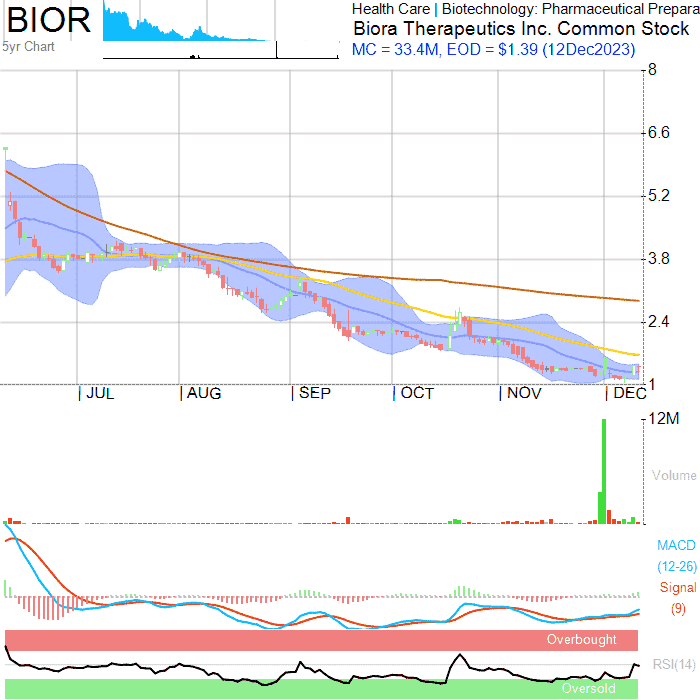 BIOR
5yr Chart
Health Care | Biotechnology: Pharmaceutical Prepara
Biora Therapeutics Inc. Common Stock
MC = 33.4M, EOD = $1.39 (12Dec2023)
8
6.6
5.2
3.8
2.4
1
JUL
AUG
SEP
OCT
NOV
DEC
12M
Volume
MACD
(12-26)
Signal
(9)
Overbought
RSI(14)
Oversold